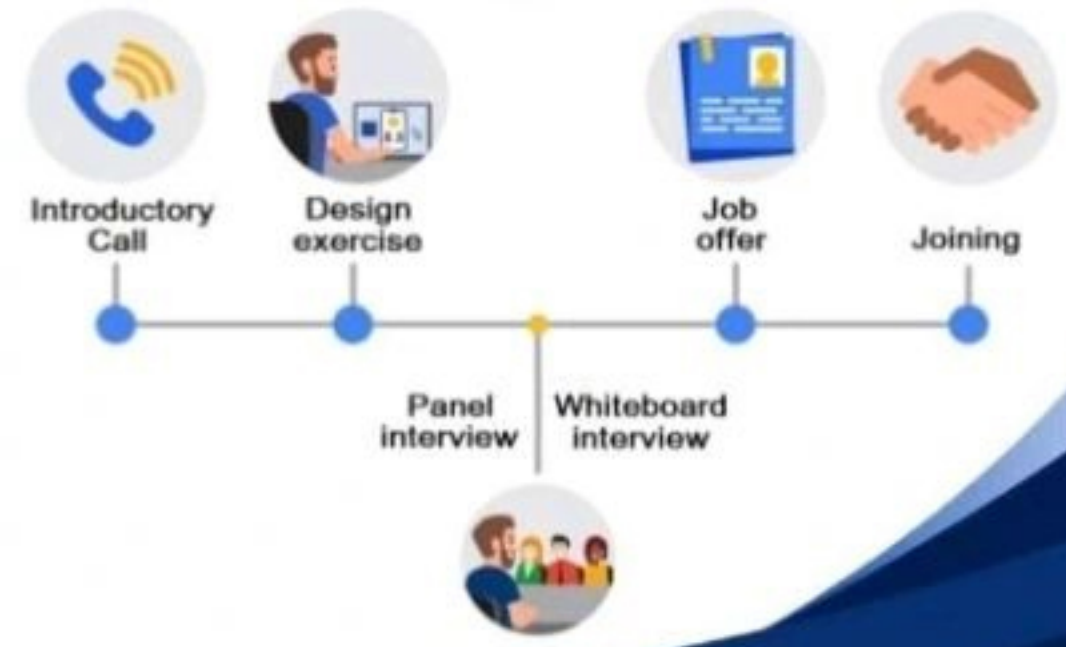 Introductory
Call
Design
exercise
Panel
interview
Whiteboard
interview
Job
offer
Joining